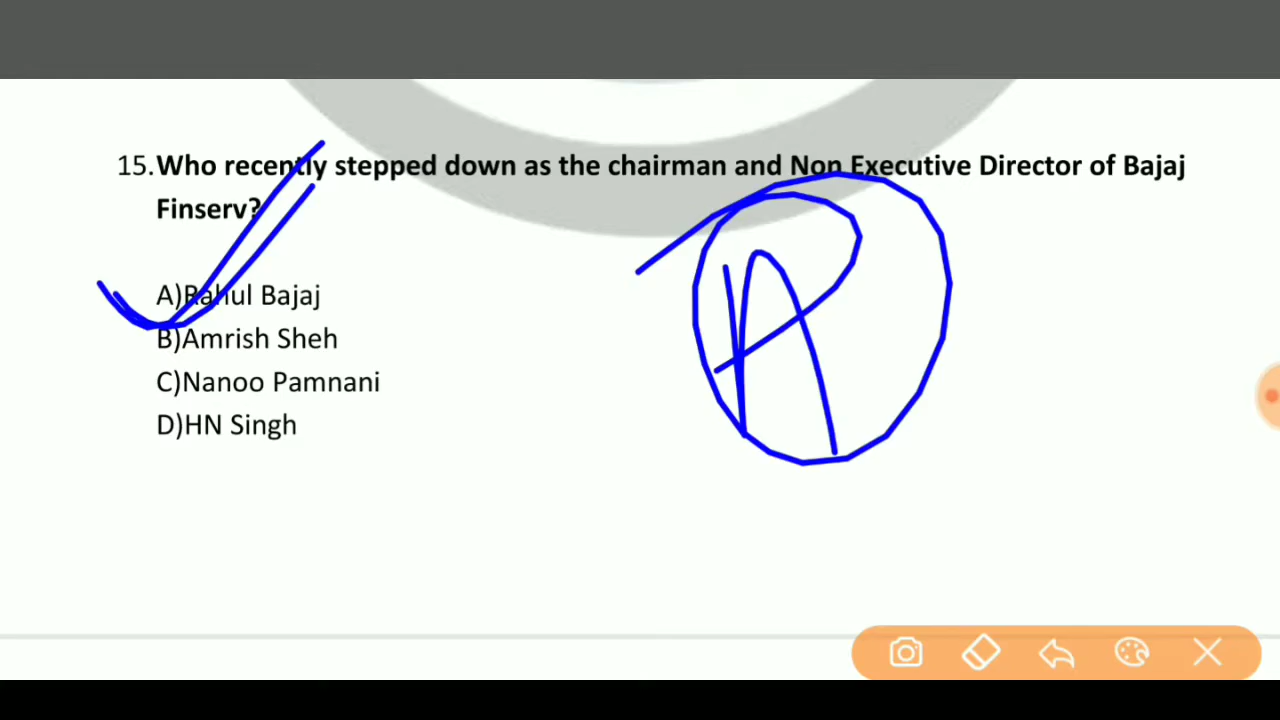 15.Who recently stepped down as the chairman and Non Executive Director of Bajaj
Finserv?
A)Rahul Bajaj
B)Amrish Sheh
C)Nanoo Pamnani
D)HN Singh